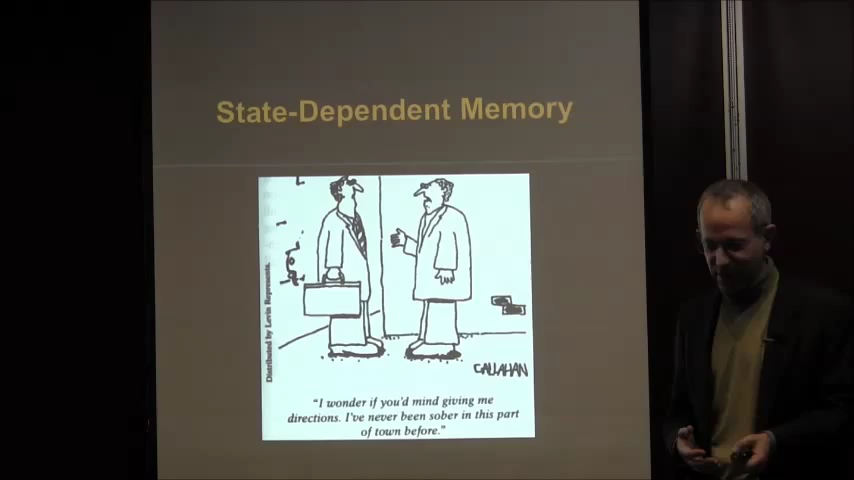 State-Dependent Memory
Distributed by Levin Represents.
CALLAHAN
"I wonder if you'd mind giving me
directions. I've never been sober in this part
of town before."